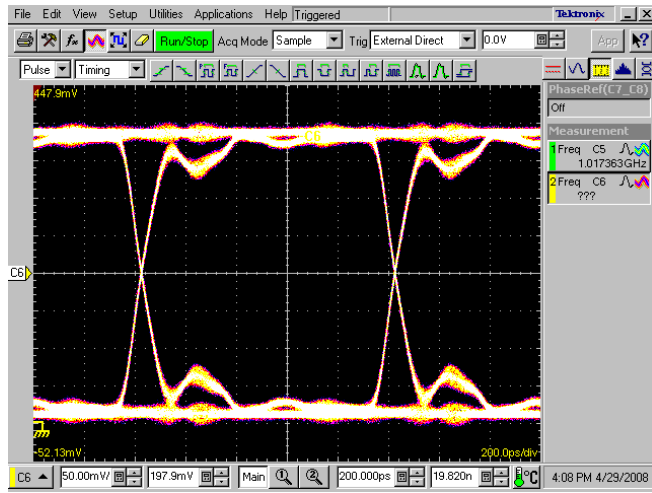 File Edit View Setup Utilities Applications Help Triggered Tektronix
Run/Stop Acq Mode Sample Trig External Direct 0.0V App
Pulse Timing
447.9mV
C6
PhaseRef(C7_C8)
Off
Measurement
1 Freq C5
1.017363GHz
2 Freq C6
???
C6
-52.13mV 200.0ps/div
C6 50.00mV/ 197.9mV Main 200.000ps 19.820n °C 4:08 PM 4/29/2008